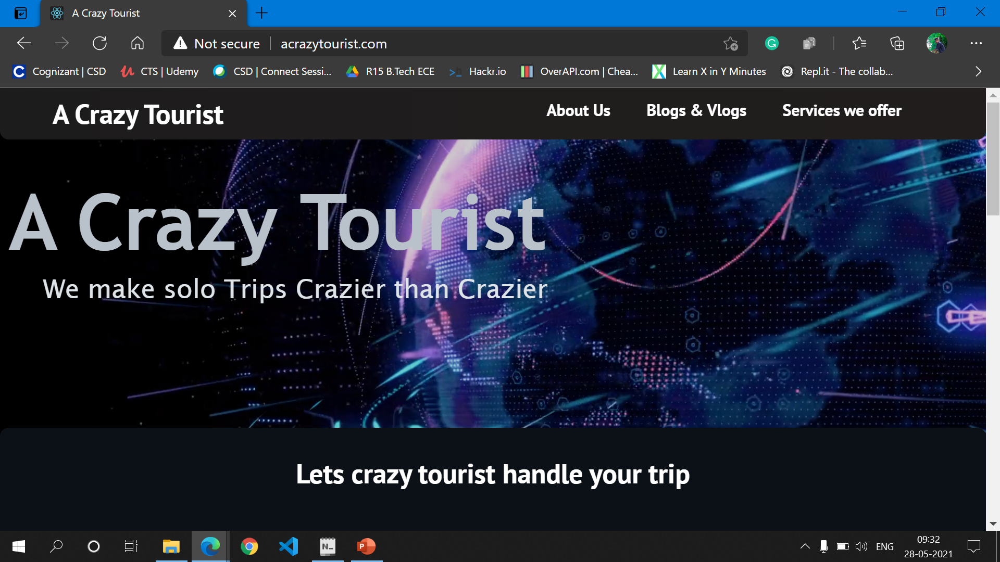 A Crazy Tourist
Not secure
acrazytourist.com
Cognizant | CSD
CTS | Udemy
CSD | Connect Sessi...
R15 B.Tech ECE
Hackr.io
OverAPI.com | Chea...
Learn X in Y Minutes
Repl.it - The collab...
A Crazy Tourist
About Us
Blogs & Vlogs
Services we offer
A Crazy Tourist
We make solo Trips Crazier than Crazier
Lets crazy tourist handle your trip
ENG
09:32
28-05-2021